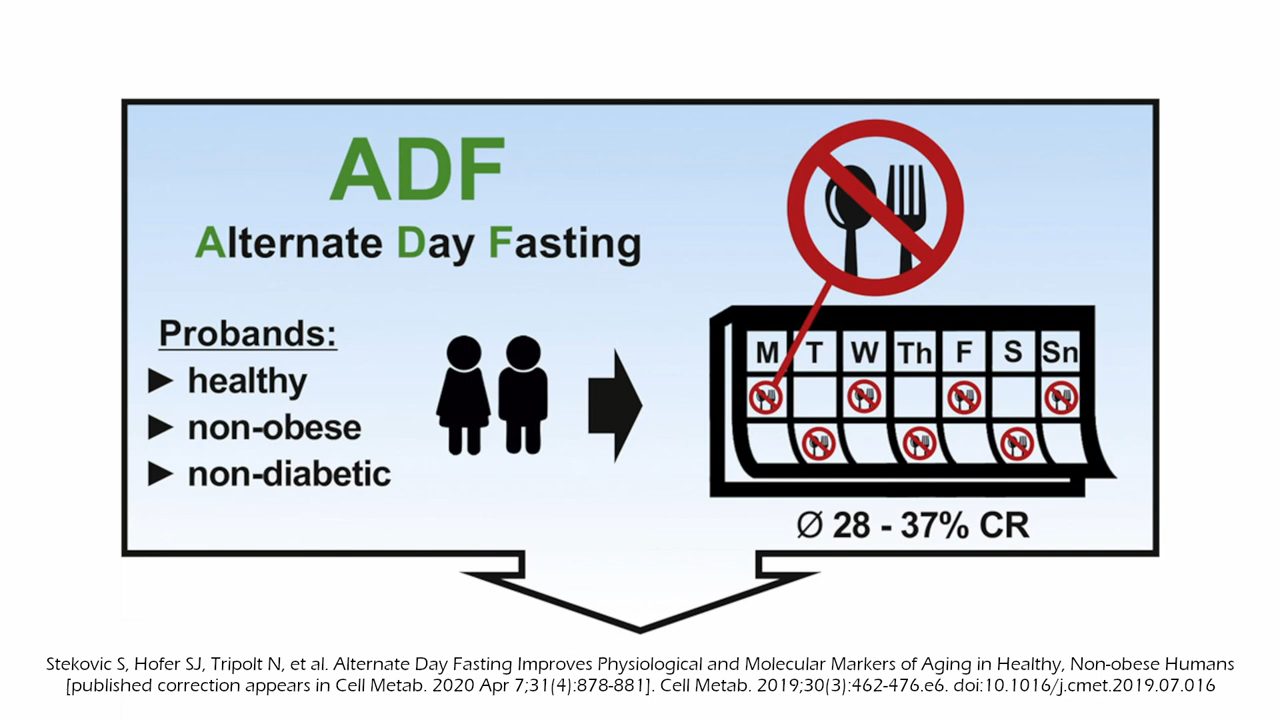 ADF
Alternate Day Fasting
Probands:
► healthy
► non-obese
► non-diabetic
M T W Th F S Sn
Ø 28 - 37% CR
Stekovic S, Hofer SJ, Tripolt N, et al. Alternate Day Fasting Improves Physiological and Molecular Markers of Aging in Healthy, Non-obese Humans
[published correction appears in Cell Metab. 2020 Apr 7;31(4):878-881]. Cell Metab. 2019;30(3):462-476.e6. doi:10.1016/j.cmet.2019.07.016